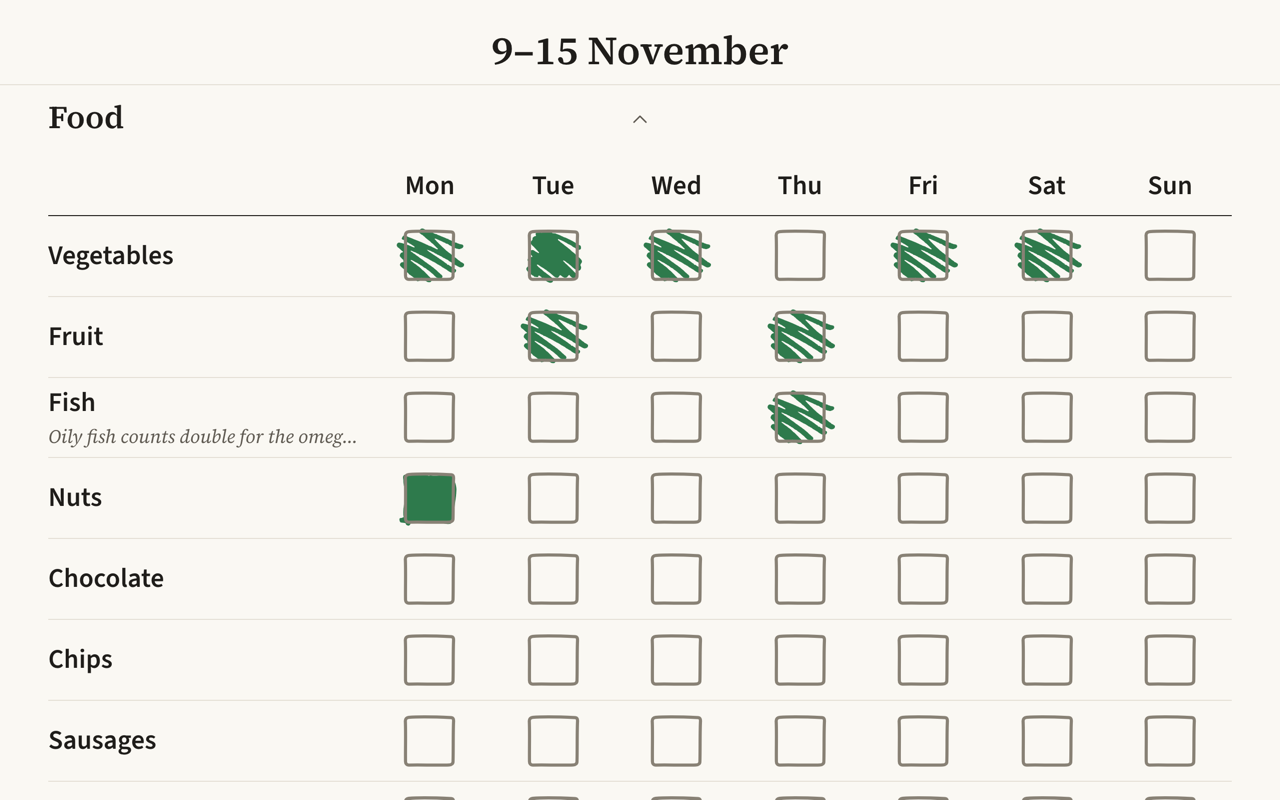 9–15 November
Food
Mon Tue Wed Thu Fri Sat Sun
Vegetables
Fruit
Fish
Oily fish counts double for the omeg...
Nuts
Chocolate
Chips
Sausages